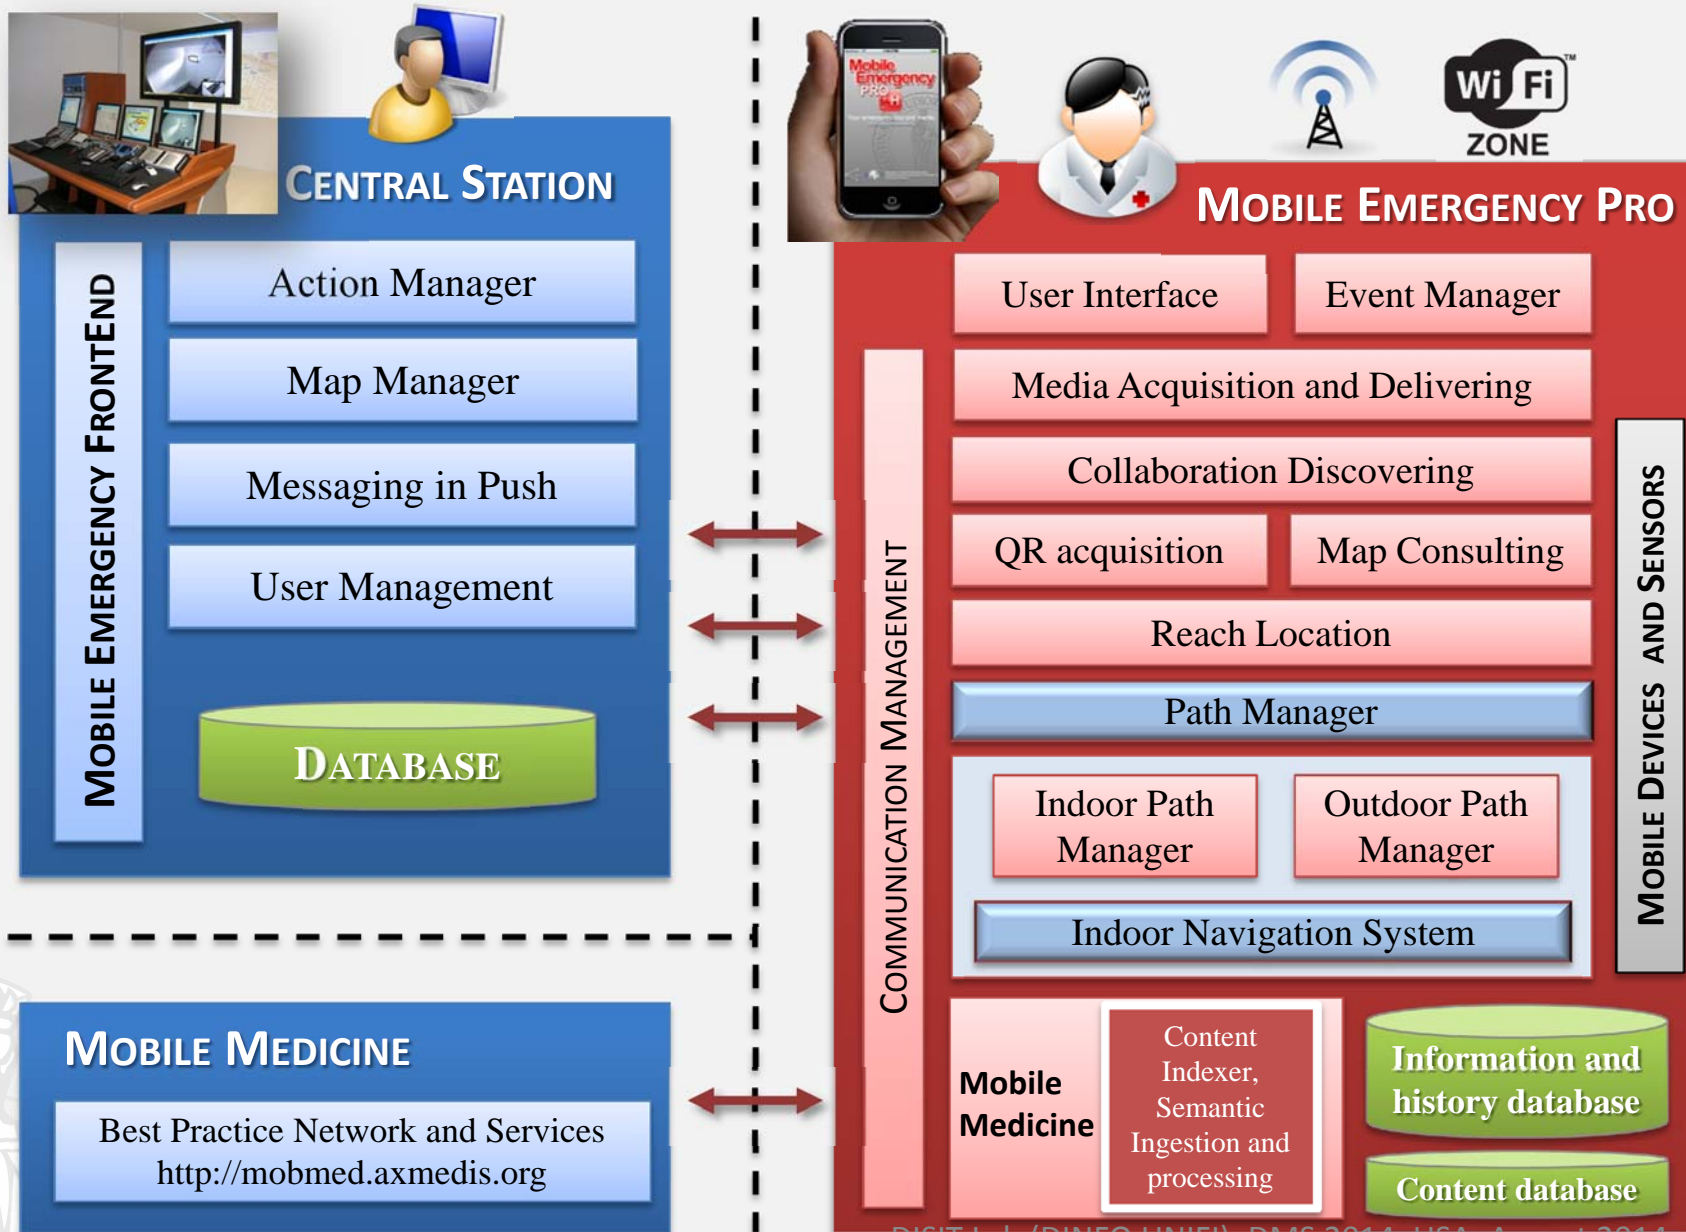 CENTRAL STATION
MOBILE EMERGENCY FRONTEND
Action Manager
Map Manager
Messaging in Push
User Management
DATABASE
MOBILE MEDICINE
Best Practice Network and Services
http://mobmed.axmedis.org
Mobile
Emergency
PRO
H
Wi Fi
TM
ZONE
MOBILE EMERGENCY PRO
User Interface
Event Manager
Media Acquisition and Delivering
Collaboration Discovering
QR acquisition
Map Consulting
Reach Location
Path Manager
Indoor Path
Manager
Outdoor Path
Manager
Indoor Navigation System
COMMUNICATION MANAGEMENT
MOBILE DEVICES AND SENSORS
Mobile
Medicine
Content
Indexer,
Semantic
Ingestion and
processing
Information and
history database
Content database